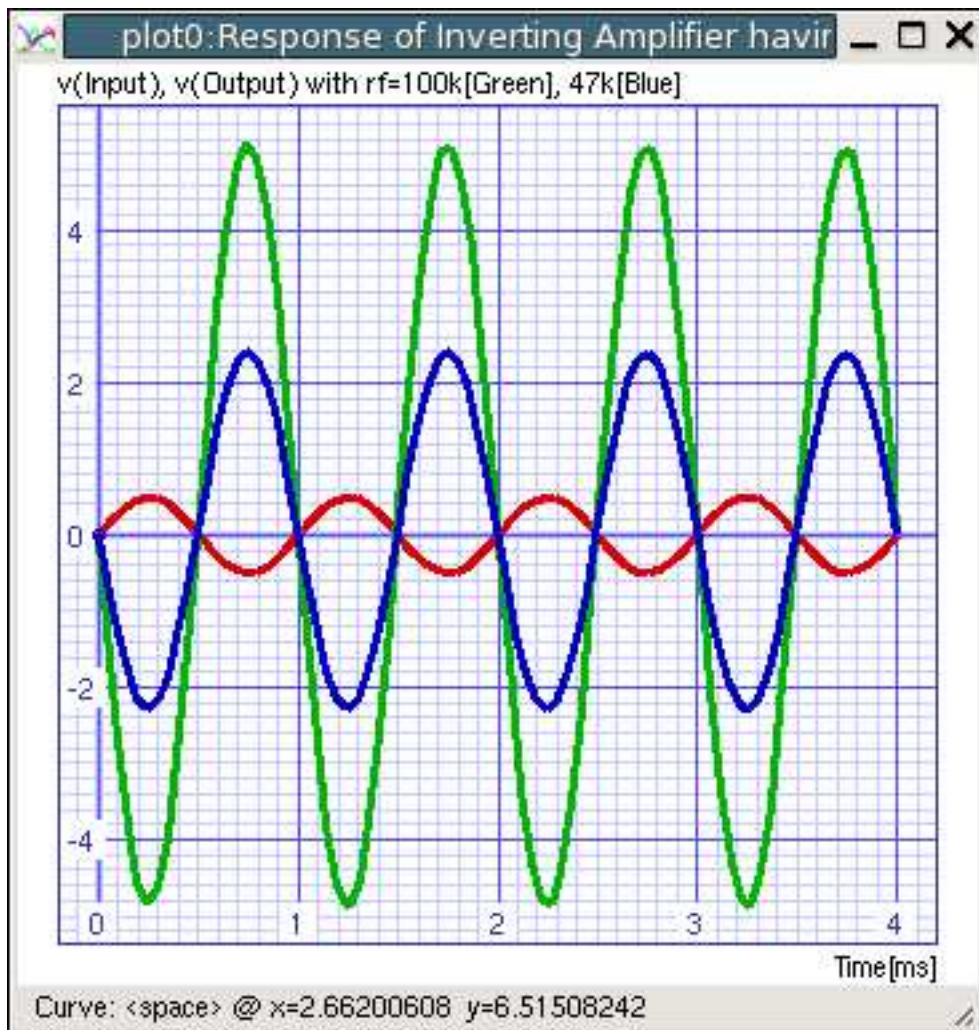 plot0:Response of Inverting Amplifier havir
v(Input), v(Output) with rf=100k[Green], 47k[Blue]
4
2
0
-2
-4
0 1 2 3 4
Time[ms]
Curve: <space> @ x=2.66200608 y=6.51508242